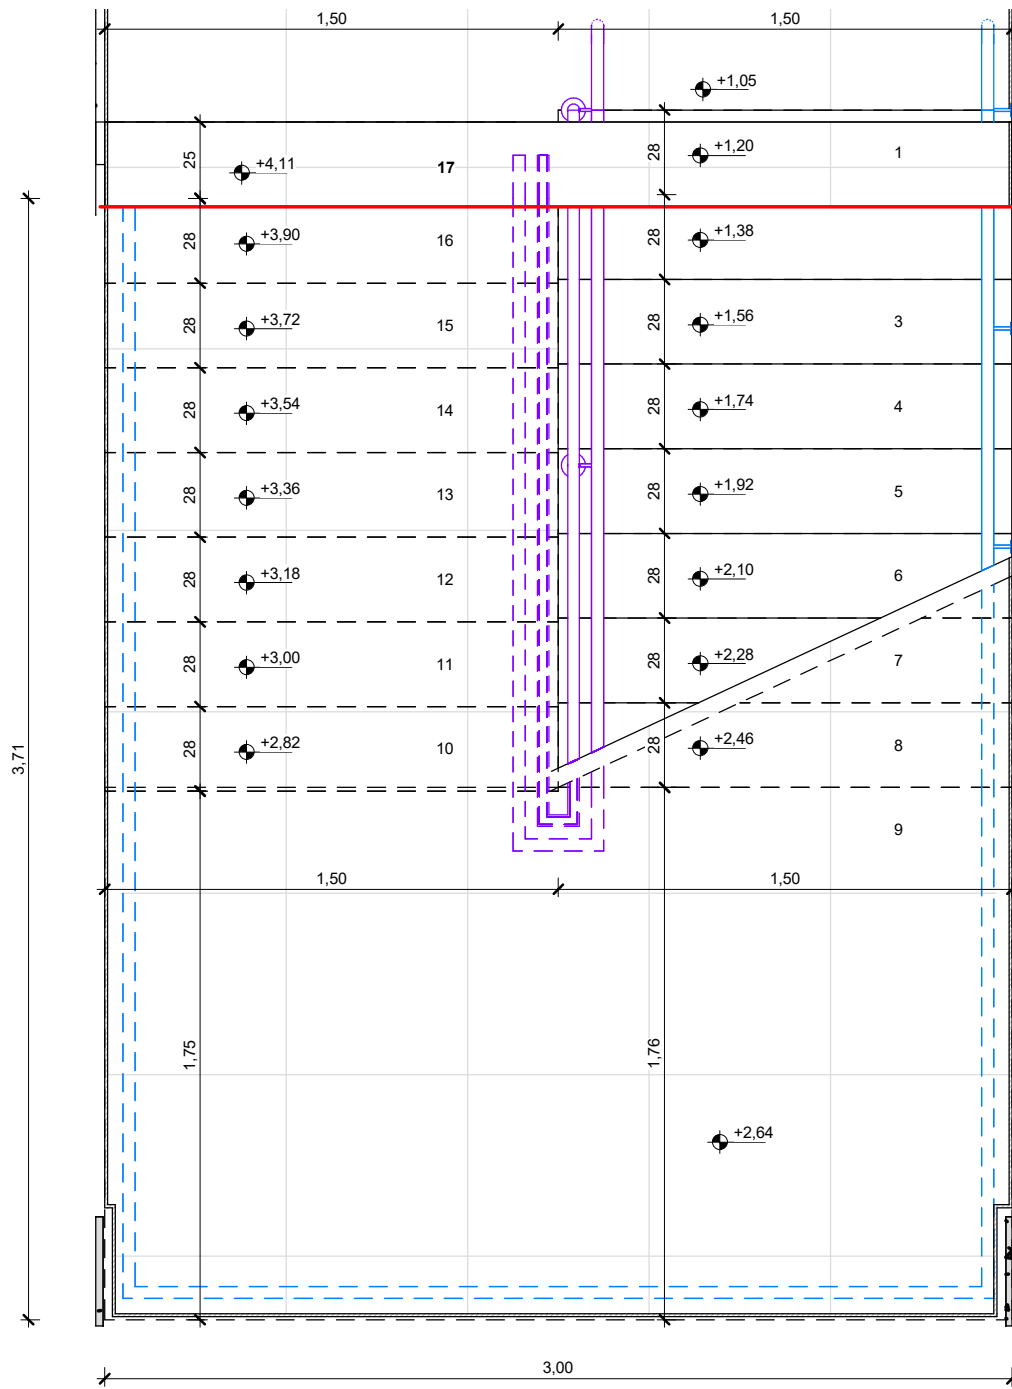 1,50 1,50
+1,05
25 +4,11 17 28 +1,20 1
28 +3,90 16 28 +1,38
28 +3,72 15 28 +1,56 3
28 +3,54 14 28 +1,74 4
28 +3,36 13 28 +1,92 5
28 +3,18 12 28 +2,10 6
28 +3,00 11 28 +2,28 7
28 +2,82 10 28 +2,46 8
3,71
9
1,50 1,50
1,75 1,76
+2,64
3,00